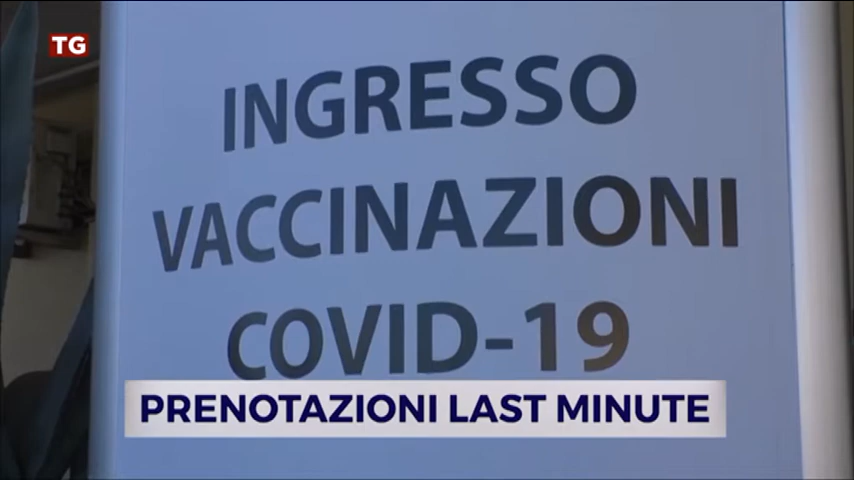 TG
INGRESSO
VACCINAZIONI
COVID-19
PRENOTAZIONI LAST MINUTE